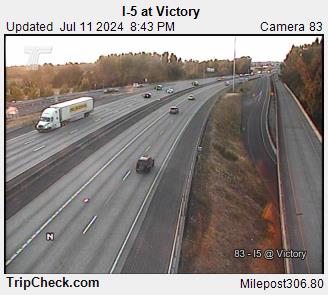 I-5 at Victory
Updated Jul 11 2024 8:43 PM Camera 83
N
83 - I5 @ Victory
TripCheck.com Milepost306.80